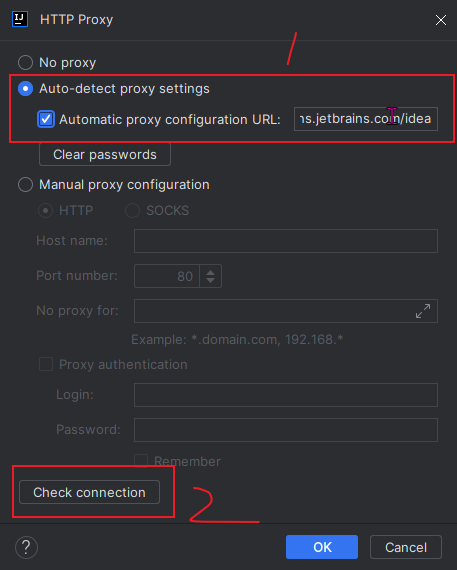 IJ HTTP Proxy
1
No proxy
Auto-detect proxy settings
Automatic proxy configuration URL: ns.jetbrains.com/idea
Clear passwords
Manual proxy configuration
HTTP SOCKS
Host name:
Port number: 80
No proxy for:
Example: *.domain.com, 192.168.*
Proxy authentication
Login:
Password:
Remember
Check connection
2
? OK Cancel